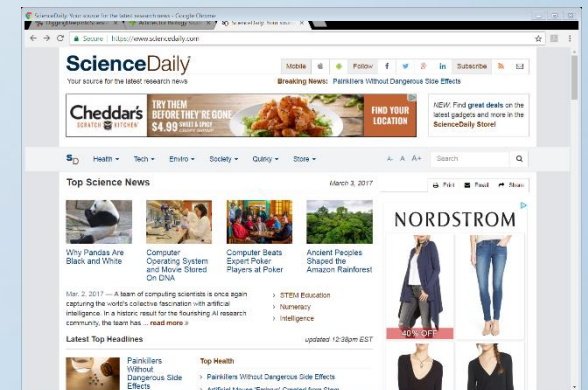 ScienceDaily: Your source for the latest research news - Google Chrome
Secure | https://www.sciencedaily.com
ScienceDaily
Your source for the latest research news
Mobile Follow Subscribe
Breaking News: Painkillers Without Dangerous Side Effects
Cheddar's
SCRATCH KITCHEN
TRY THEM
BEFORE THEY'RE GONE
$4.99 SWEET & SPICY
FIND YOUR
LOCATION
NEW: Find great deals on the
latest gadgets and more in the
ScienceDaily Store!
SD Health Tech Enviro Society Quirky Store A- A A+ Search
Top Science News March 3, 2017
Print Email Share
Why Pandas Are
Black and White
Computer
Operating System
and Movie Stored
On DNA
Computer Beats
Expert Poker
Players at Poker
Ancient Peoples
Shaped the
Amazon Rainforest
NORDSTROM
Mar. 2, 2017 — A team of computing scientists is once again
capturing the world's collective fascination with artificial
intelligence. In a historic result for the flourishing AI research
community, the team has ... read more »
› STEM Education
› Numeracy
› Intelligence
40% OFF
Latest Top Headlines updated 12:38pm EST
Painkillers
Without
Dangerous Side
Effects
Top Health
› Painkillers Without Dangerous Side Effects